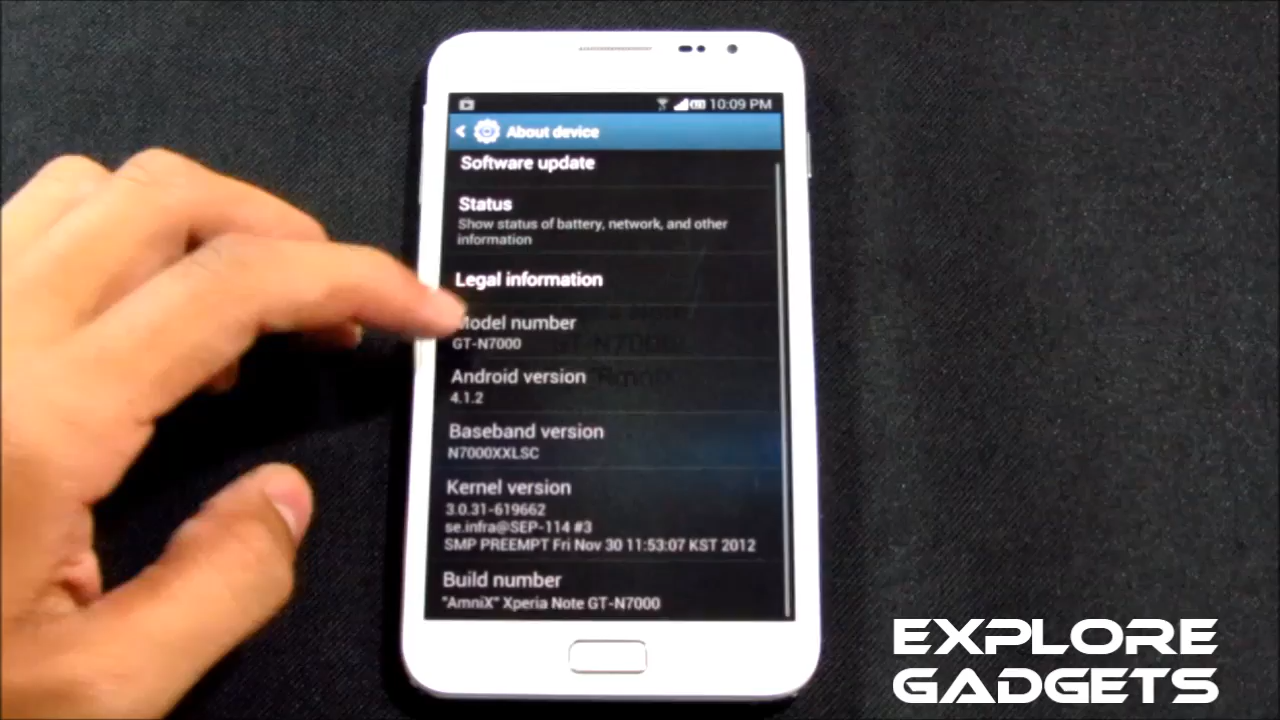 10:09 PM
About device
Software update
Status
Show status of battery, network, and other
information
Legal information
Model number
GT-N7000
Android version
4.1.2
Baseband version
N7000XXLSC
Kernel version
3.0.31-619662
se.infra@SEP-114 #3
SMP PREEMPT Fri Nov 30 11:53:07 KST 2012
Build number
"AmniX" Xperia Note GT-N7000
EXPLORE
GADGETS